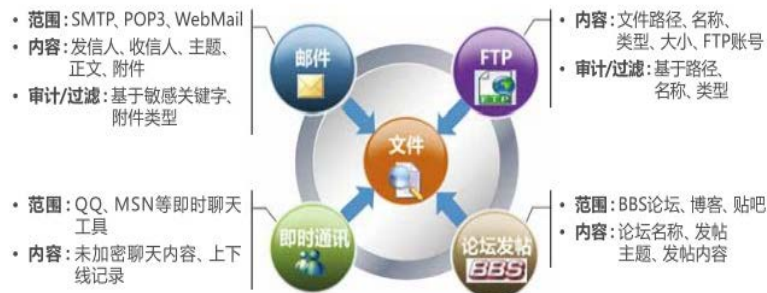 • 范围：SMTP、POP3、WebMail
• 内容：发信人、收信人、主题、
正文、附件
• 审计/过滤：基于敏感关键字、
附件类型
邮件
FTP
FTP
• 内容：文件路径、名称、
类型、大小、FTP账号
• 审计/过滤：基于路径、
名称、类型
文件
• 范围：QQ、MSN等即时聊天
工具
• 内容：未加密聊天内容、上下
线记录
即时通讯
论坛发帖
BBS
• 范围：BBS论坛、博客、贴吧
• 内容：论坛名称、发帖
主题、发帖内容